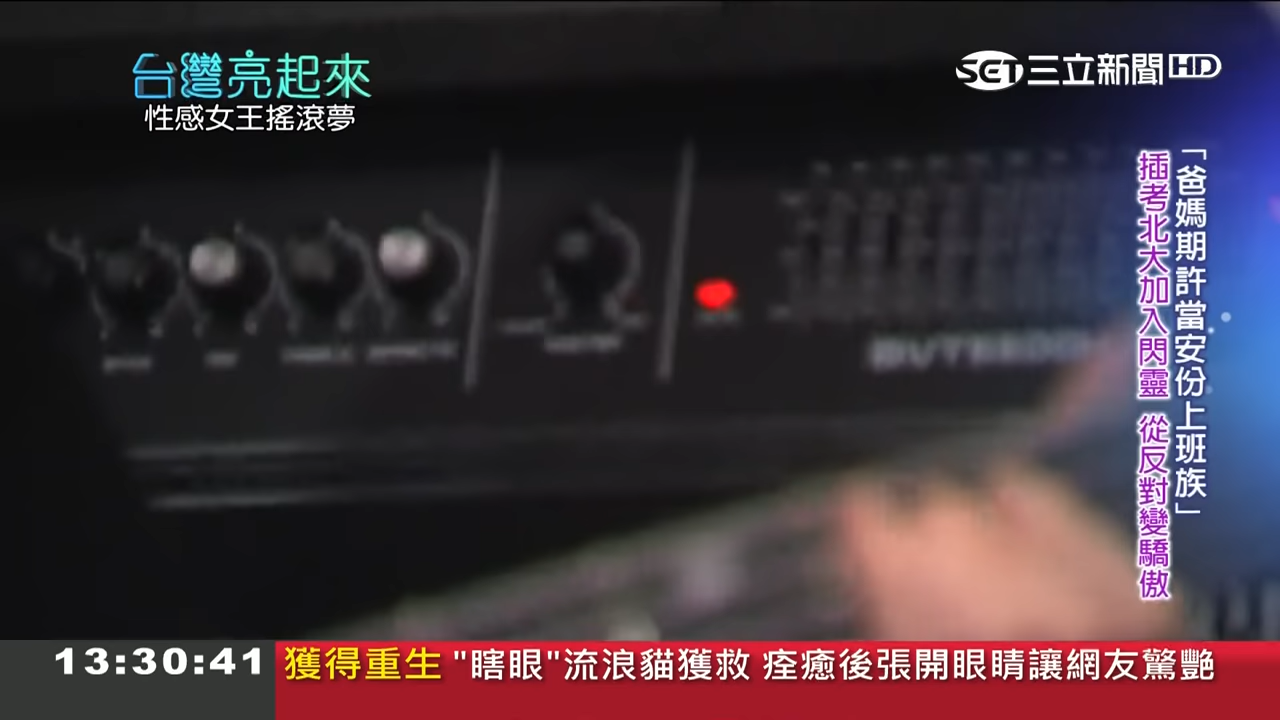 台灣亮起來
性感女王搖滾夢
SET三立新聞HD
「爸媽期許當安份上班族」
插考北大加入閃靈 從反對變驕傲
13:30:41
獲得重生 "瞎眼"流浪貓獲救 痊癒後張開眼睛讓網友驚艷